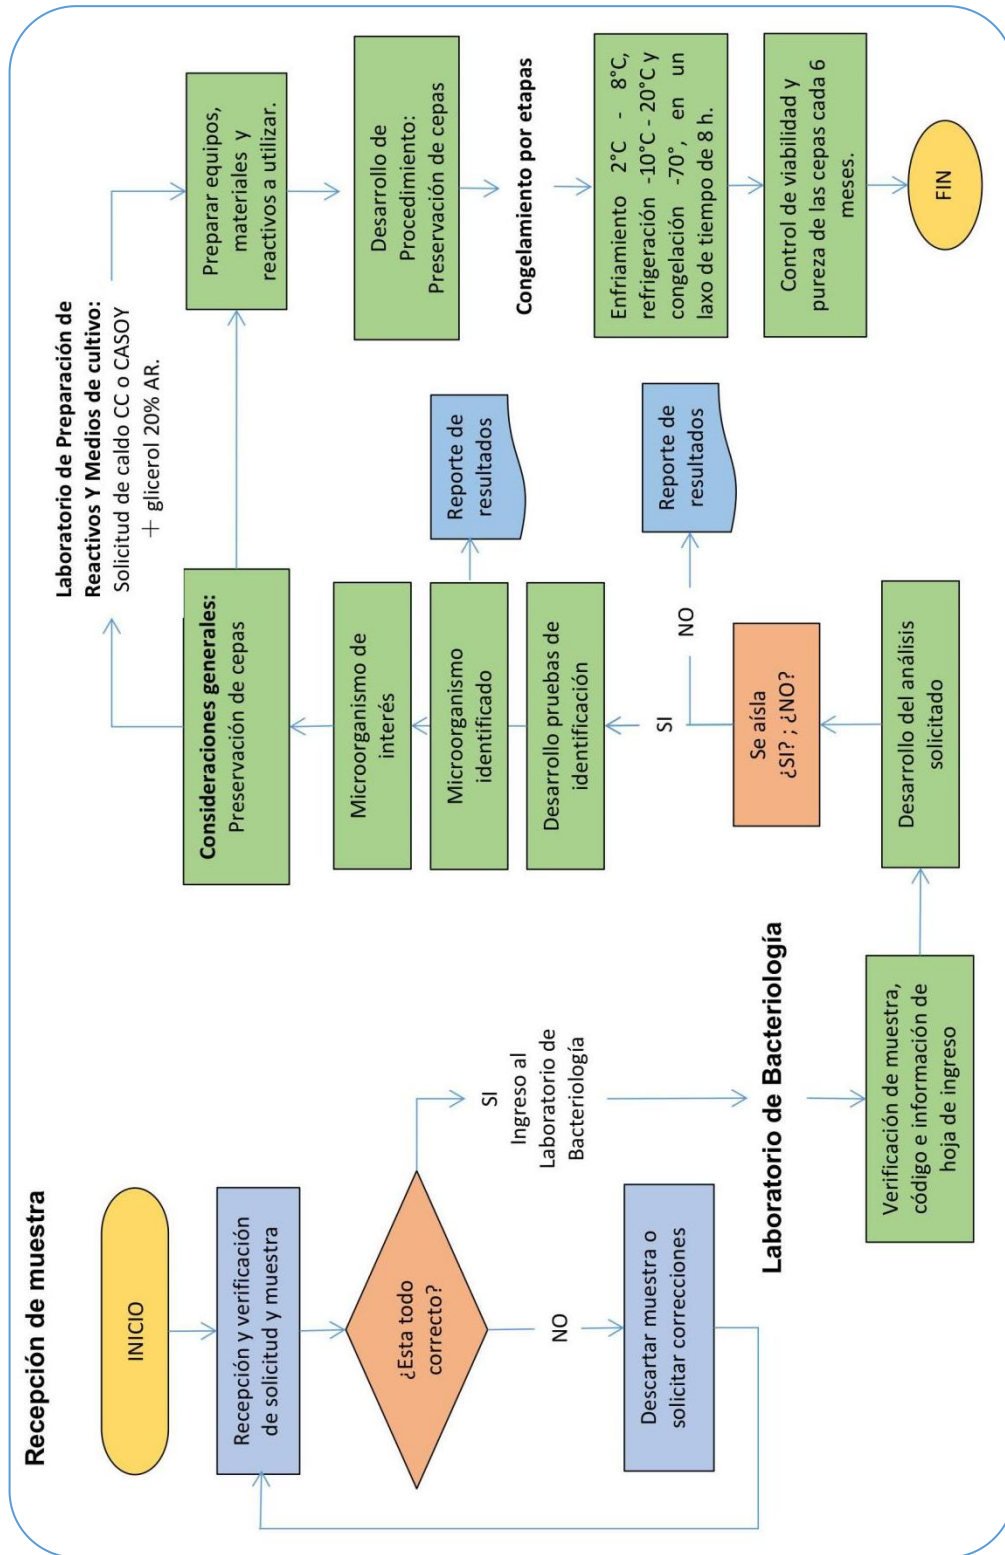 Recepción de muestra
INICIO
Recepción y verificación
de solicitud y muestra
¿Esta todo
correcto?
NO
Descartar muestra o
solicitar correcciones
SI
Ingreso al
Laboratorio de
Bacteriología
Laboratorio de Bacteriología
Verificación de muestra,
código e información de
hoja de ingreso
Desarrollo del análisis
solicitado
Se aísla
¿SI? ; ¿NO?
NO
Reporte de
resultados
SI
Desarrollo pruebas de
identificación
Microorganismo
identificado
Reporte de
resultados
Microorganismo de
interés
Consideraciones generales:
Preservación de cepas
Laboratorio de Preparación de
Reactivos Y Medios de cultivo:
Solicitud de caldo CC o CASOY
+ glicerol 20% AR.
Preparar equipos,
materiales y
reactivos a utilizar.
Desarrollo de
Procedimiento:
Preservación de cepas
Congelamiento por etapas
Enfriamiento 2°C - 8°C,
refrigeración -10°C - 20°C y
congelación -70°, en un
laxo de tiempo de 8 h.
Control de viabilidad y
pureza de las cepas cada 6
meses.
FIN